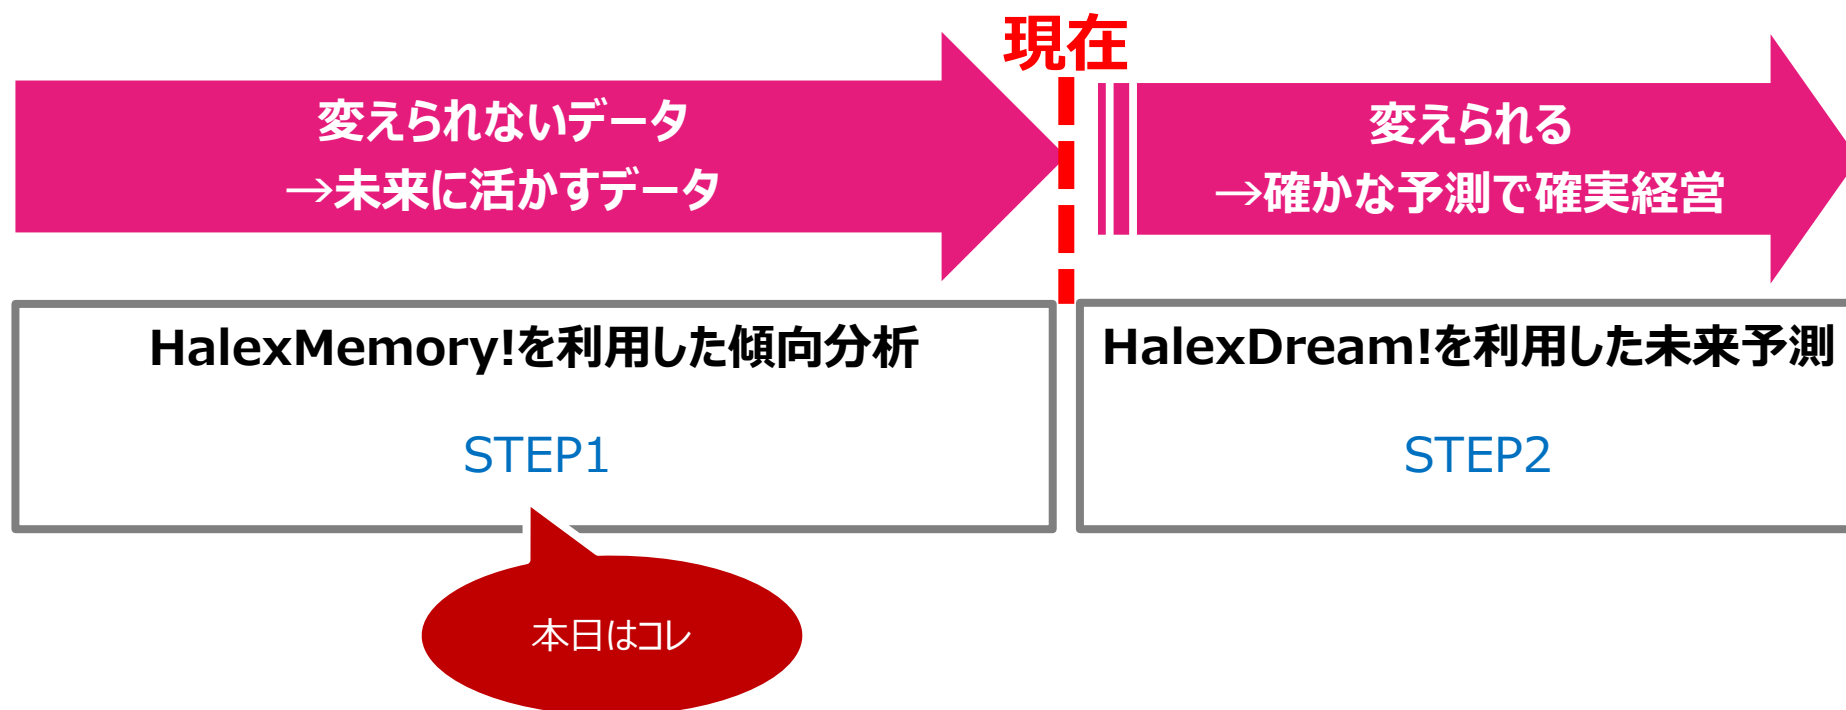 現在
変えられないデータ
→未来に活かすデータ
変えられる
→確かな予測で確実経営
HalexMemory!を利用した傾向分析
STEP1
HalexDream!を利用した未来予測
STEP2
本日はコレ